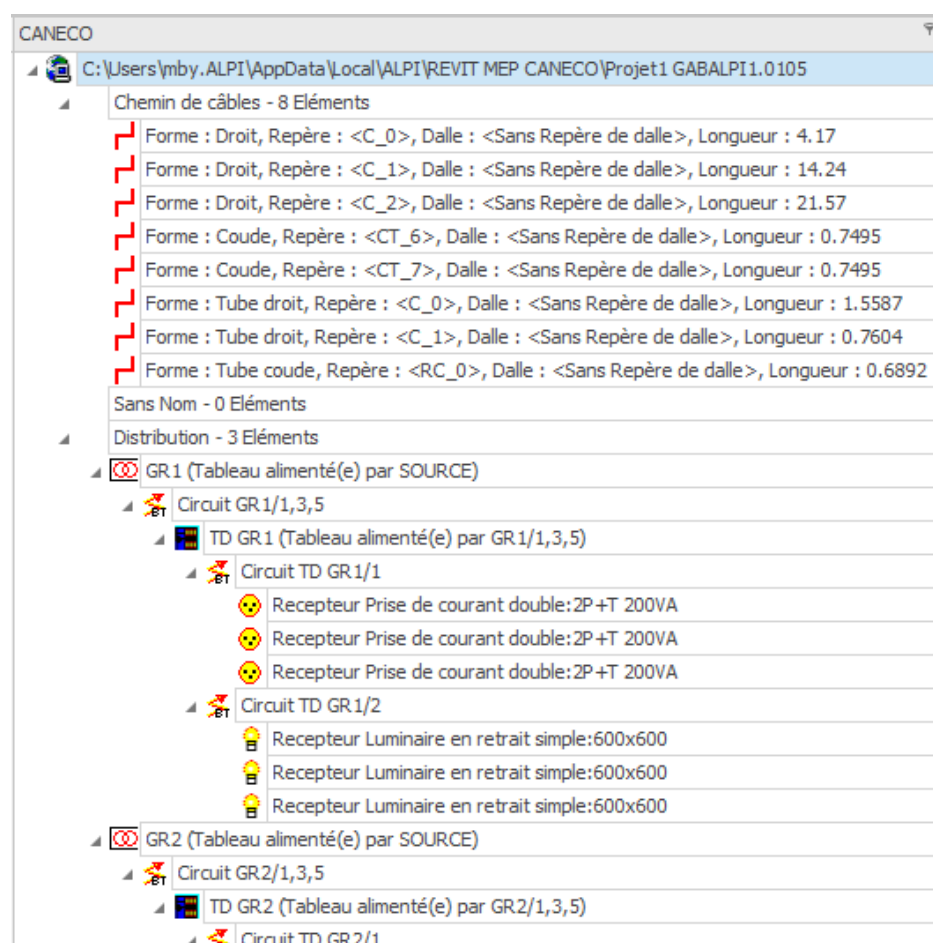 CANECO
C:\Users\mby.ALPI\AppData\Local\ALPI\REVIT MEP CANECO\Projet1 GABALPI1.0105
Chemin de câbles - 8 Eléments
Forme : Droit, Repère : <C_0>, Dalle : <Sans Repère de dalle>, Longueur : 4.17
Forme : Droit, Repère : <C_1>, Dalle : <Sans Repère de dalle>, Longueur : 14.24
Forme : Droit, Repère : <C_2>, Dalle : <Sans Repère de dalle>, Longueur : 21.57
Forme : Coude, Repère : <CT_6>, Dalle : <Sans Repère de dalle>, Longueur : 0.7495
Forme : Coude, Repère : <CT_7>, Dalle : <Sans Repère de dalle>, Longueur : 0.7495
Forme : Tube droit, Repère : <C_0>, Dalle : <Sans Repère de dalle>, Longueur : 1.5587
Forme : Tube droit, Repère : <C_1>, Dalle : <Sans Repère de dalle>, Longueur : 0.7604
Forme : Tube coude, Repère : <RC_0>, Dalle : <Sans Repère de dalle>, Longueur : 0.6892
Sans Nom - 0 Eléments
Distribution - 3 Eléments
GR1 (Tableau alimenté(e) par SOURCE)
BT Circuit GR1/1,3,5
TD GR1 (Tableau alimenté(e) par GR1/1,3,5)
BT Circuit TD GR1/1
Recepteur Prise de courant double:2P+T 200VA
Recepteur Prise de courant double:2P+T 200VA
Recepteur Prise de courant double:2P+T 200VA
BT Circuit TD GR1/2
Recepteur Luminaire en retrait simple:600x600
Recepteur Luminaire en retrait simple:600x600
Recepteur Luminaire en retrait simple:600x600
GR2 (Tableau alimenté(e) par SOURCE)
BT Circuit GR2/1,3,5
TD GR2 (Tableau alimenté(e) par GR2/1,3,5)
Circuit TD GR2/1